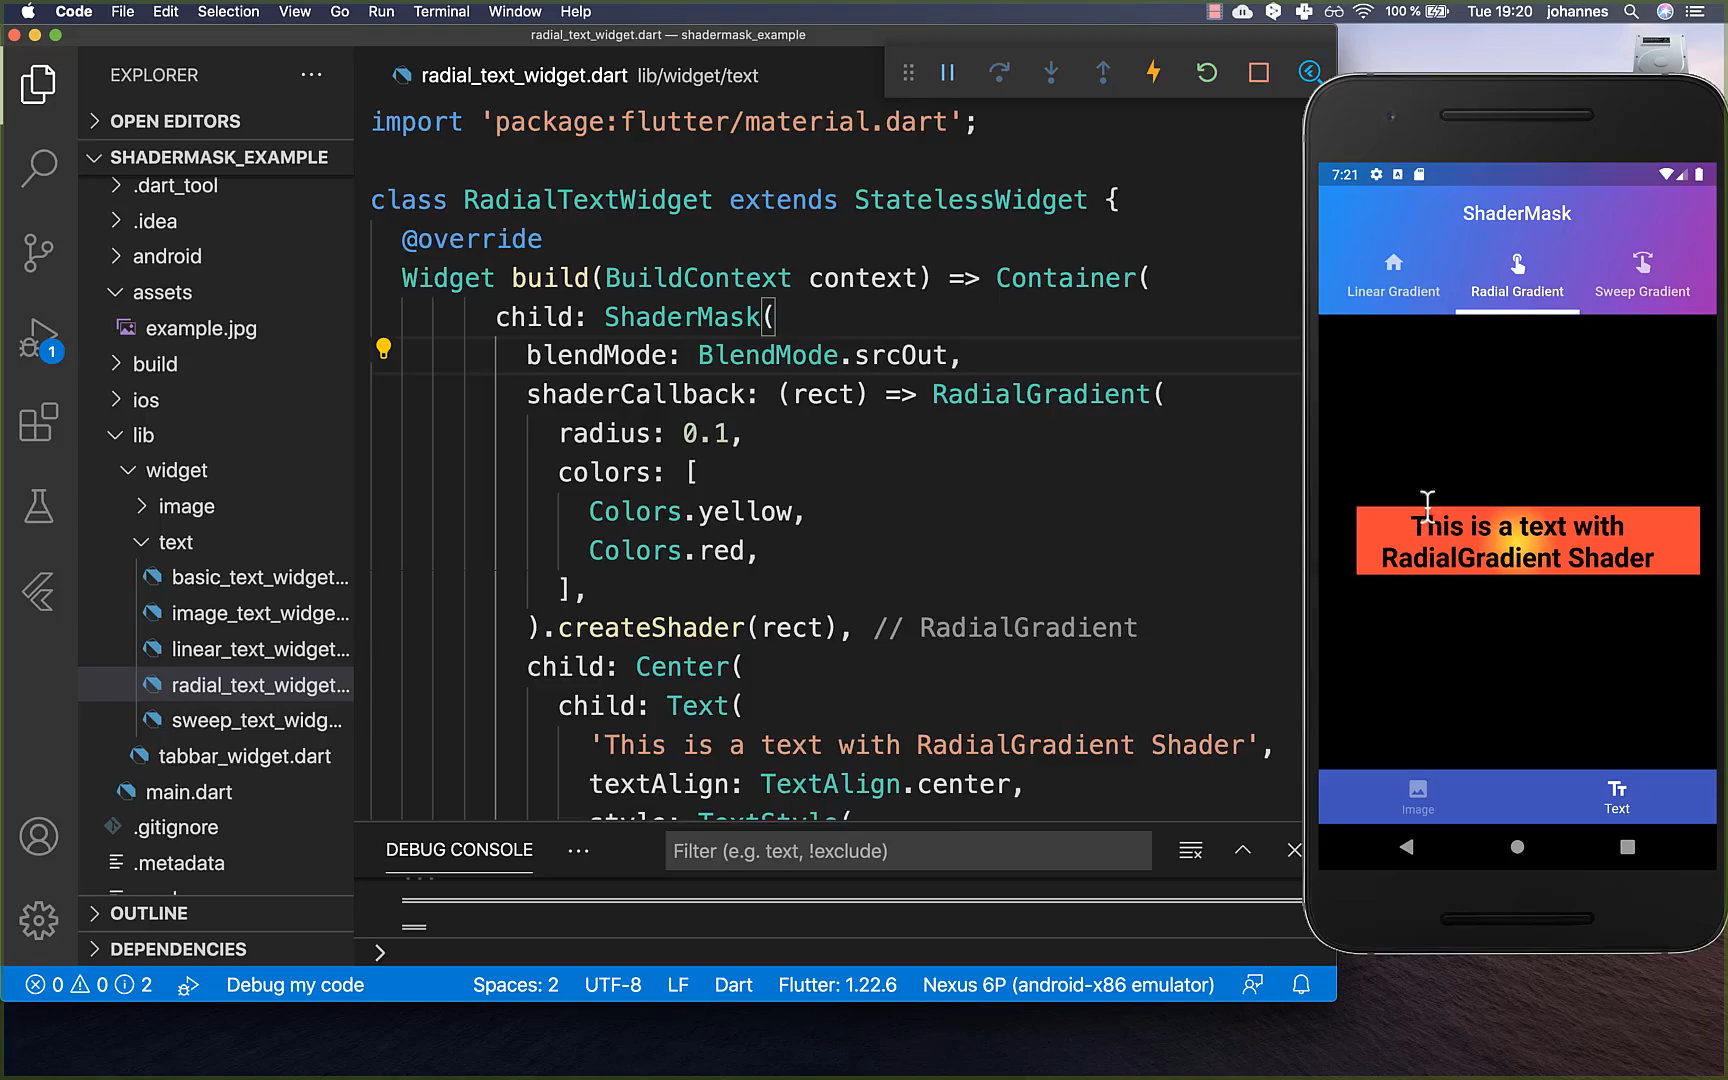 Code File Edit Selection View Go Run Terminal Window Help
100 % Tue 19:20 johannes
radial_text_widget.dart — shadermask_example
EXPLORER
OPEN EDITORS
SHADERMASK_EXAMPLE
.dart_tool
.idea
android
assets
example.jpg
build
ios
lib
widget
image
text
basic_text_widget...
image_text_widge...
linear_text_widget...
radial_text_widget...
sweep_text_widg...
tabbar_widget.dart
main.dart
.gitignore
.metadata
OUTLINE
DEPENDENCIES
1
radial_text_widget.dart lib/widget/text
import 'package:flutter/material.dart';
class RadialTextWidget extends StatelessWidget {
@override
Widget build(BuildContext context) => Container(
child: ShaderMask(
blendMode: BlendMode.srcOut,
shaderCallback: (rect) => RadialGradient(
radius: 0.1,
colors: [
Colors.yellow,
Colors.red,
],
).createShader(rect), // RadialGradient
child: Center(
child: Text(
'This is a text with RadialGradient Shader',
textAlign: TextAlign.center,
style: TextStyle(
DEBUG CONSOLE
Filter (e.g. text, !exclude)
0 0 2 Debug my code Spaces: 2 UTF-8 LF Dart Flutter: 1.22.6 Nexus 6P (android-x86 emulator)
7:21
ShaderMask
Linear Gradient Radial Gradient Sweep Gradient
This is a text with
RadialGradient Shader
Image Text